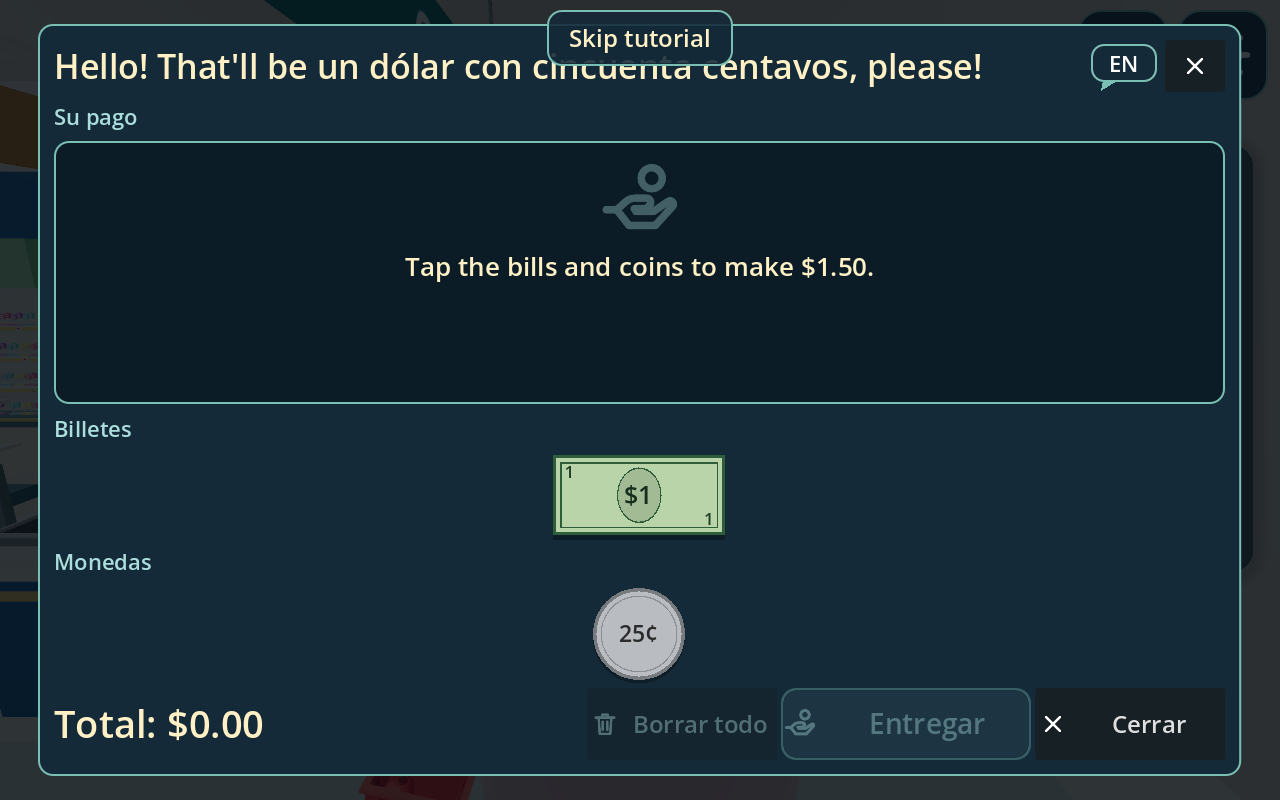 Skip tutorial
Hello! That'll be un dólar con cincuenta centavos, please!
EN
Su pago
Tap the bills and coins to make $1.50.
Billetes
1
$1
1
Monedas
25¢
Total: $0.00
Borrar todo
Entregar
Cerrar